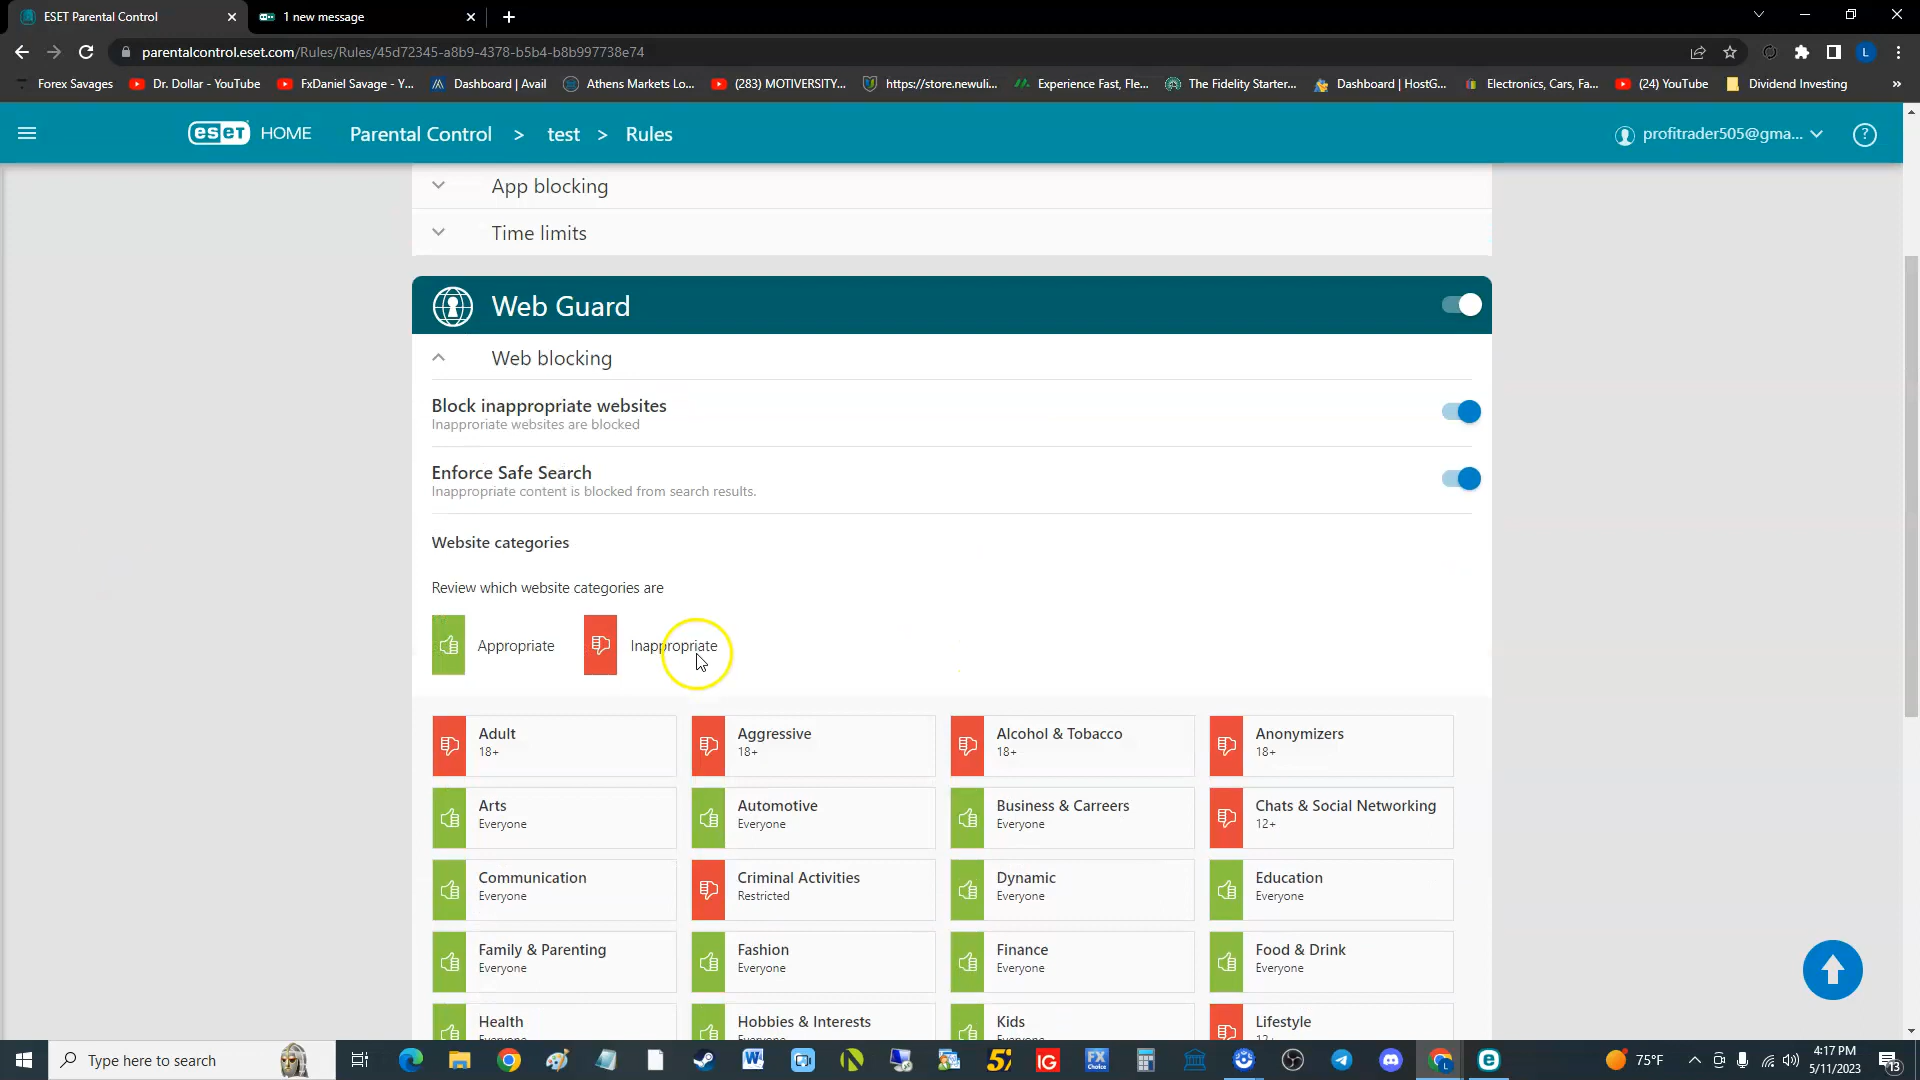 ESET Parental Control
1 new message
parentalcontrol.eset.com/Rules/Rules/45d72345-a8b9-4378-b5b4-b8b997738e74
L
Forex Savages
Dr. Dollar - YouTube
FxDaniel Savage - Y...
Dashboard | Avail
Athens Markets Lo...
(283) MOTIVERSITY...
https://store.newuli...
Experience Fast, Fle...
The Fidelity Starter...
Dashboard | HostG...
Electronics, Cars, Fa...
(24) YouTube
Dividend Investing
»
eseT HOME
Parental Control > test > Rules
profitrader505@gma...
?
App blocking
Time limits
Web Guard
Web blocking
Block inappropriate websites
Inapproriate websites are blocked
Enforce Safe Search
Inappropriate content is blocked from search results.
Website categories
Review which website categories are
Appropriate
Inappropriate
Adult
18+
Aggressive
18+
Alcohol & Tobacco
18+
Anonymizers
18+
Arts
Everyone
Automotive
Everyone
Business & Carreers
Everyone
Chats & Social Networking
12+
Communication
Everyone
Criminal Activities
Restricted
Dynamic
Everyone
Education
Everyone
Family & Parenting
Everyone
Fashion
Everyone
Finance
Everyone
Food & Drink
Everyone
Health
Hobbies & Interests
Kids
Lifestyle
Type here to search
75°F
4:17 PM
5/11/2023
13